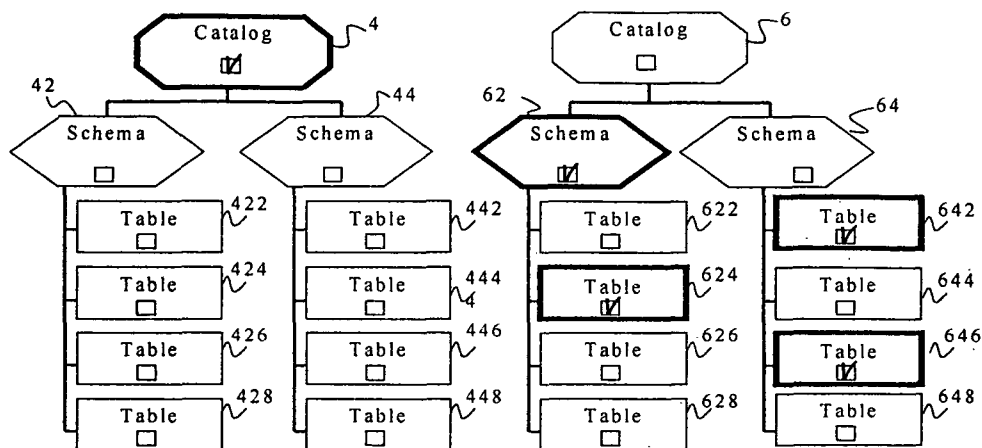 Catalog 4 Catalog 6
42 44 62 64
Schema Schema Schema Schema
Table 422 Table 442 Table 622 Table 642
Table 424 Table 444 Table 624 Table 644
4
Table 426 Table 446 Table 626 Table 646
Table 428 Table 448 Table 628 Table 648